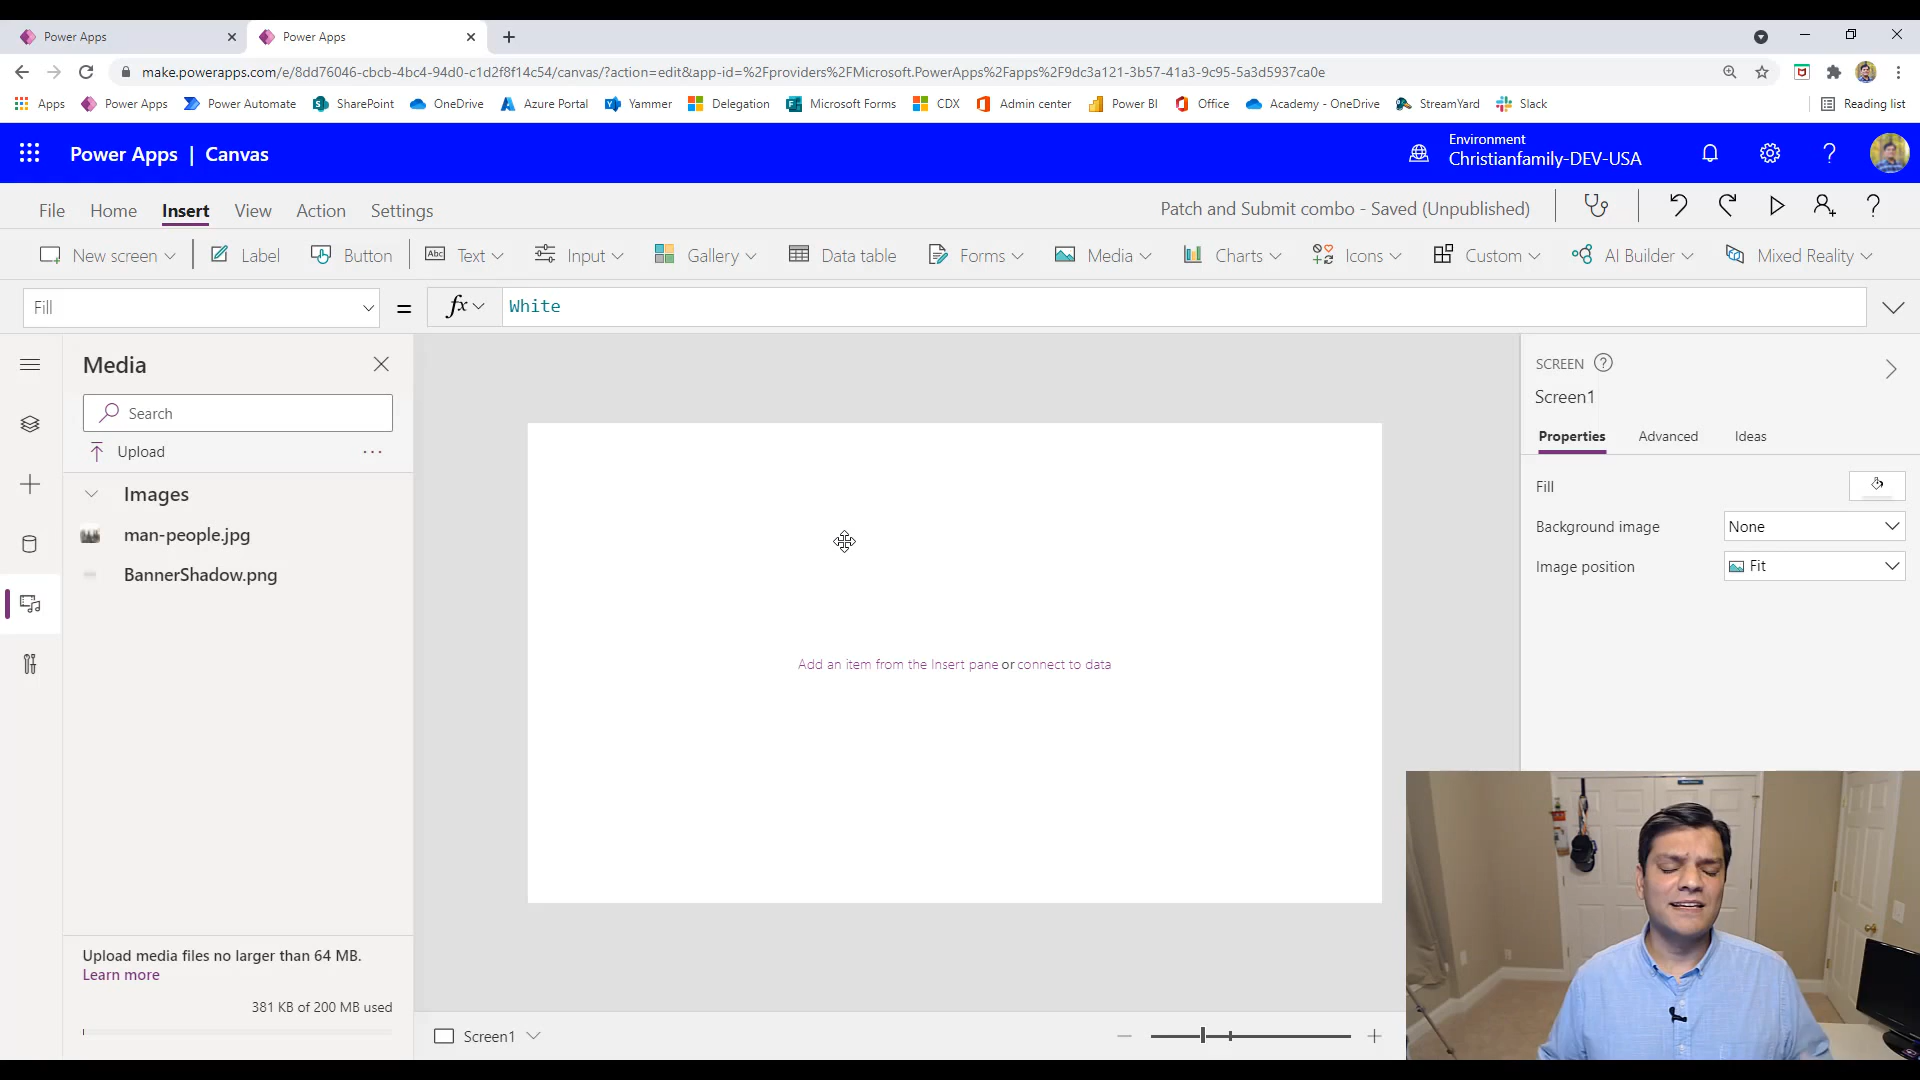 Power Apps
Power Apps
make.powerapps.com/e/8dd76046-cbcb-4bc4-94d0-c1d2f8f14c54/canvas/?action=edit&app-id=%2Fproviders%2FMicrosoft.PowerApps%2Fapps%2F9dc3a121-3b57-41a3-9c95-5a3d5937ca0e
Apps Power Apps Power Automate SharePoint OneDrive Azure Portal Yammer Delegation Microsoft Forms CDX Admin center Power BI Office Academy - OneDrive StreamYard Slack Reading list
Power Apps | Canvas
Environment
Christianfamily-DEV-USA
File Home Insert View Action Settings
Patch and Submit combo - Saved (Unpublished)
New screen Label Button Text Input Gallery Data table Forms Media Charts Icons Custom AI Builder Mixed Reality
Fill = fx White
Media
Search
Upload
Images
man-people.jpg
BannerShadow.png
Upload media files no larger than 64 MB.
Learn more
381 KB of 200 MB used
Add an item from the Insert pane or connect to data
Screen1
SCREEN
Screen1
Properties Advanced Ideas
Fill
Background image None
Image position Fit